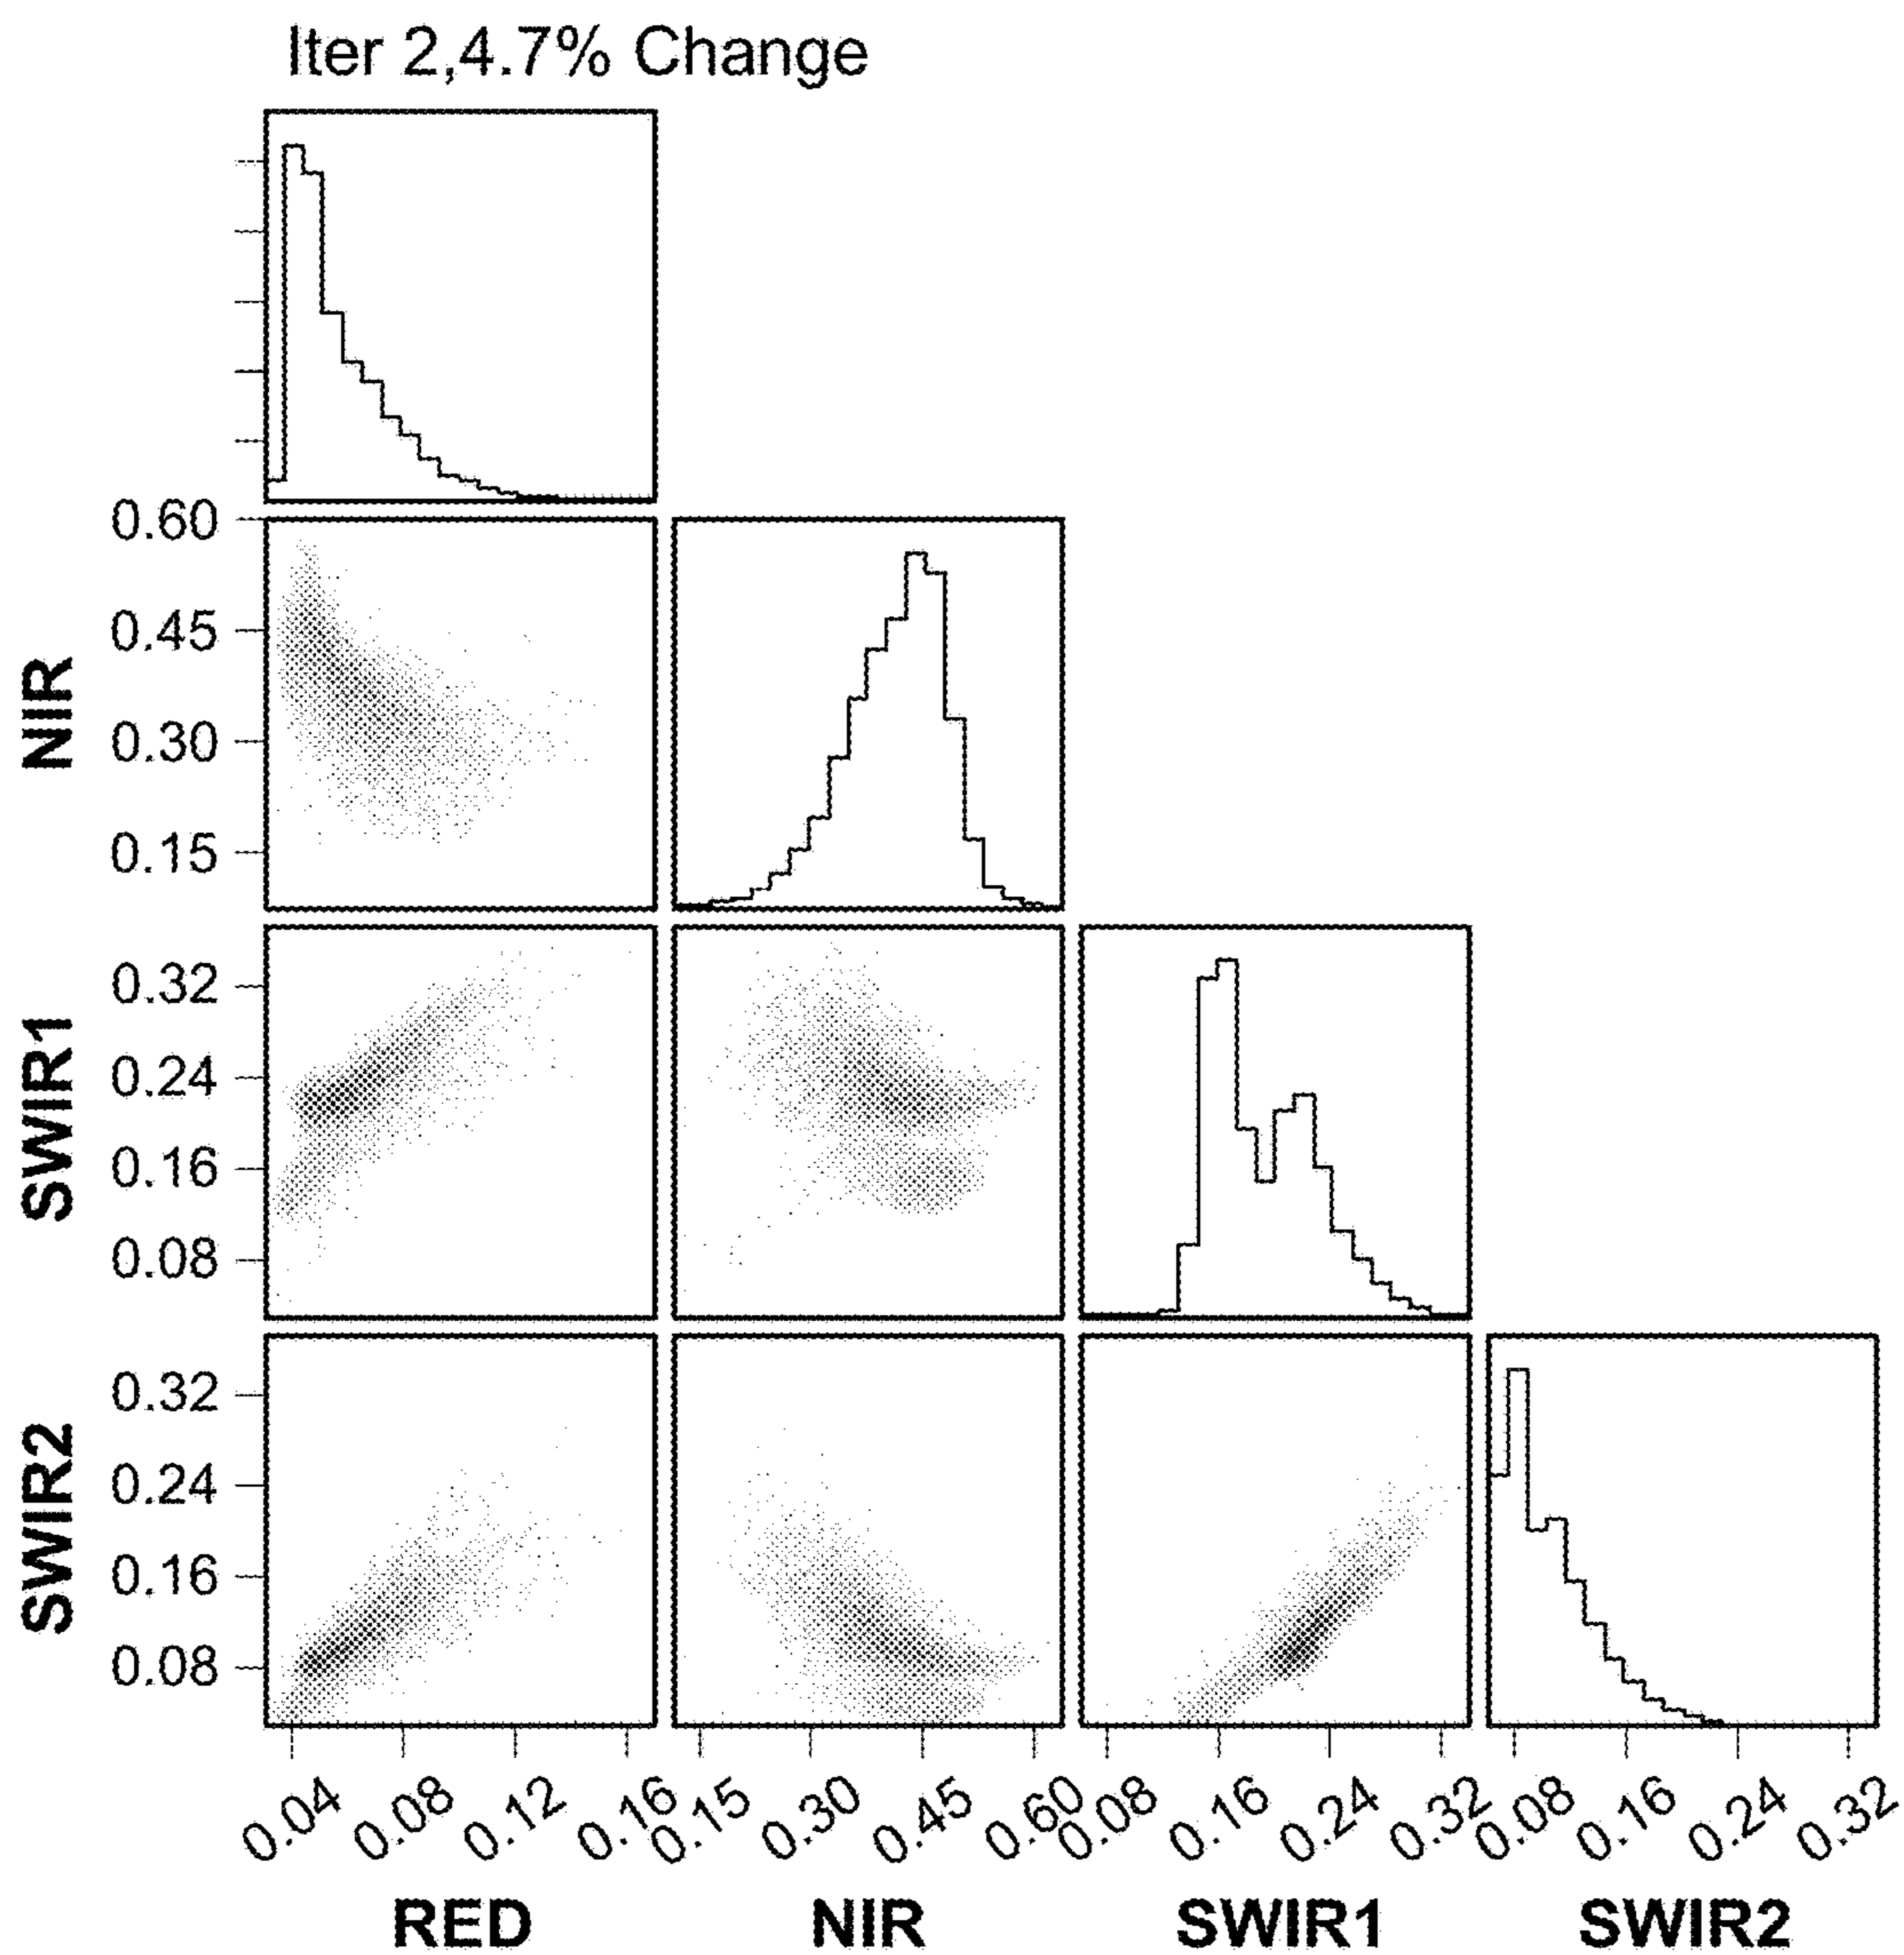 Iter 2,4.7% Change
0.60
0.45
0.30
0.15
NIR
0.32
0.24
0.16
0.08
SWIR1
0.32
0.24
0.16
0.08
SWIR2
0.04 0.08 0.12 0.16 0.15 0.30 0.45 0.60 0.08 0.16 0.24 0.32 0.08 0.16 0.24 0.32
RED NIR SWIR1 SWIR2